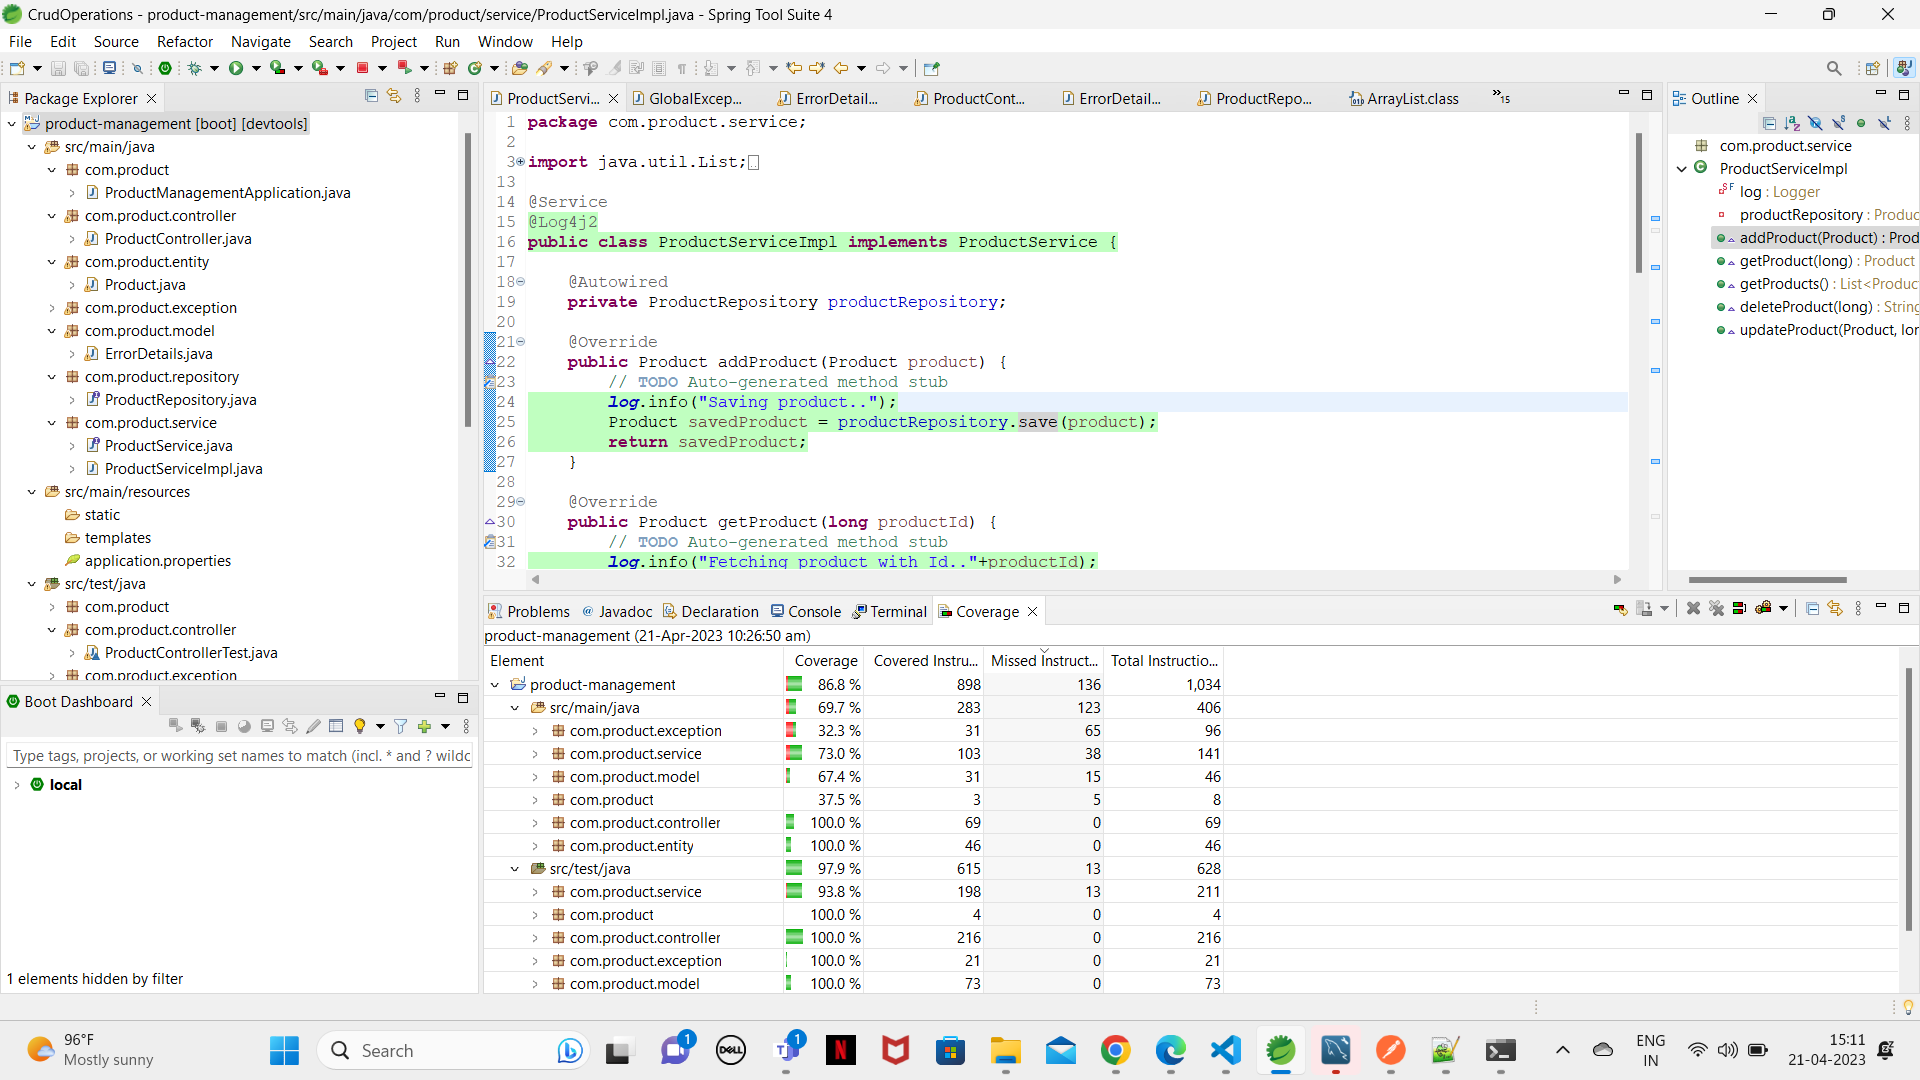 CrudOperations - product-management/src/main/java/com/product/service/ProductServiceImpl.java - Spring Tool Suite 4
File Edit Source Refactor Navigate Search Project Run Window Help
Package Explorer
product-management [boot] [devtools]
src/main/java
com.product
ProductManagementApplication.java
com.product.controller
ProductController.java
com.product.entity
Product.java
com.product.exception
com.product.model
ErrorDetails.java
com.product.repository
ProductRepository.java
com.product.service
ProductService.java
ProductServiceImpl.java
src/main/resources
static
templates
application.properties
src/test/java
com.product
com.product.controller
ProductControllerTest.java
com.product.exception
ProductServi... GlobalExcep... ErrorDetail... ProductCont... ErrorDetail... ProductRepo... ArrayList.class »15
1 package com.product.service;
2
3 import java.util.List;
13
14 @Service
15 @Log4j2
16 public class ProductServiceImpl implements ProductService {
17
18 @Autowired
19 private ProductRepository productRepository;
20
21 @Override
22 public Product addProduct(Product product) {
23 // TODO Auto-generated method stub
24 log.info("Saving product..");
25 Product savedProduct = productRepository.save(product);
26 return savedProduct;
27 }
28
29 @Override
30 public Product getProduct(long productId) {
31 // TODO Auto-generated method stub
32 log.info("Fetching product with Id.."+productId);
Outline
com.product.service
ProductServiceImpl
log : Logger
productRepository : Produc
addProduct(Product) : Prod
getProduct(long) : Product
getProducts() : List<Produc
deleteProduct(long) : String
updateProduct(Product, lor
Boot Dashboard
Type tags, projects, or working set names to match (incl. * and ? wildc
local
1 elements hidden by filter
Problems @ Javadoc Declaration Console Terminal Coverage
product-management (21-Apr-2023 10:26:50 am)
Element Coverage Covered Instru... Missed Instruct... Total Instructio...
product-management 86.8 % 898 136 1,034
src/main/java 69.7 % 283 123 406
com.product.exception 32.3 % 31 65 96
com.product.service 73.0 % 103 38 141
com.product.model 67.4 % 31 15 46
com.product 37.5 % 3 5 8
com.product.controller 100.0 % 69 0 69
com.product.entity 100.0 % 46 0 46
src/test/java 97.9 % 615 13 628
com.product.service 93.8 % 198 13 211
com.product 100.0 % 4 0 4
com.product.controller 100.0 % 216 0 216
com.product.exception 100.0 % 21 0 21
com.product.model 100.0 % 73 0 73
96°F
Mostly sunny
Search
1
DELL
1
N
ENG
IN
15:11
21-04-2023